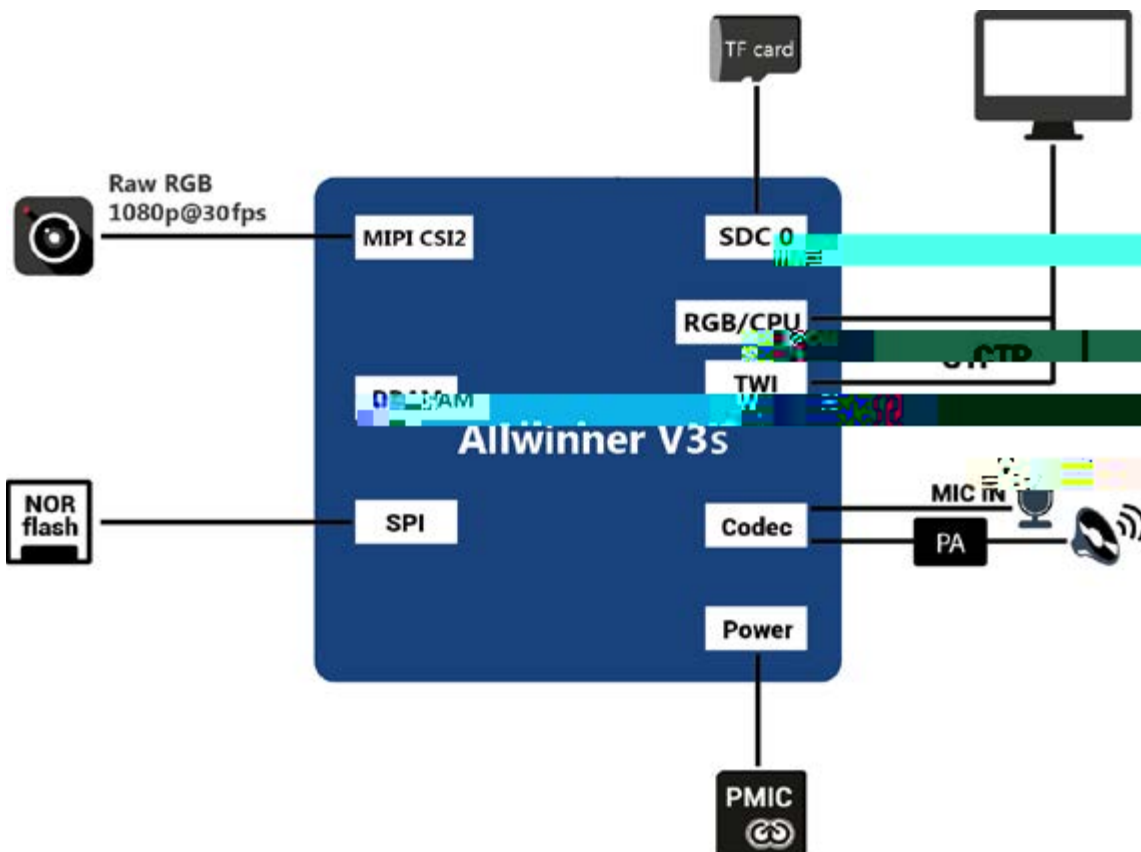 TF card
Raw RGB
1080p@30fps
MIPI CSI2
SDC 0
RGB/CPU
CTP
TWI
Allwinner V3s
NOR
flash
SPI
Codec
MIC IN
PA
Power
PMIC